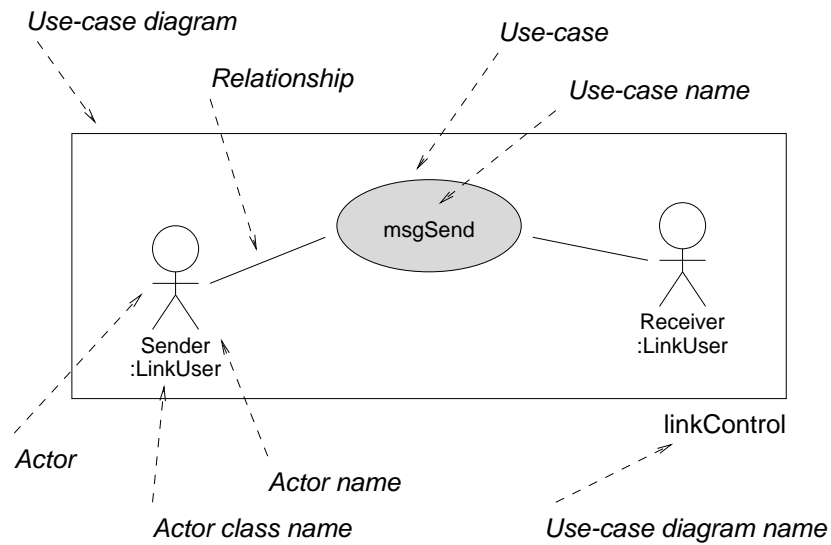 Use-case diagram
Use-case
Relationship
Use-case name
msgSend
Sender
:LinkUser
Receiver
:LinkUser
linkControl
Actor
Actor name
Actor class name
Use-case diagram name